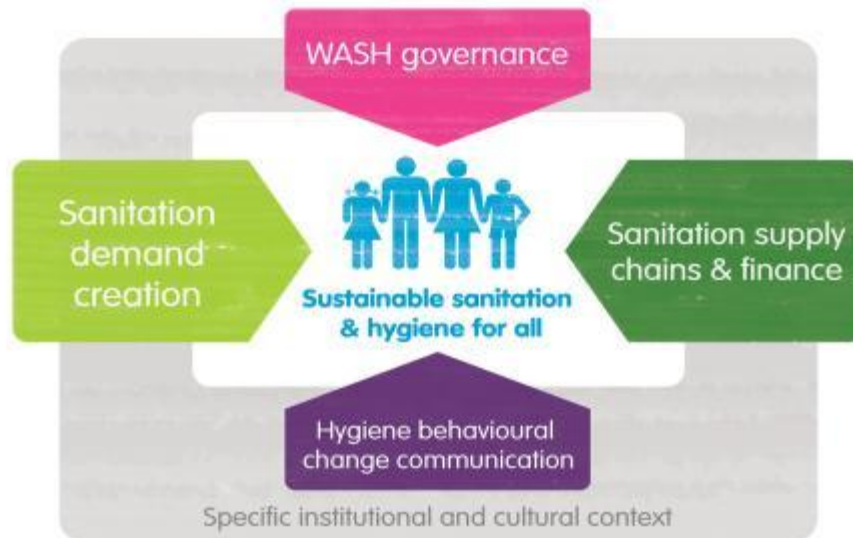 WASH governance
Sanitation
demand
creation
Sustainable sanitation
& hygiene for all
Sanitation supply
chains & finance
Hygiene behavioural
change communication
Specific institutional and cultural context